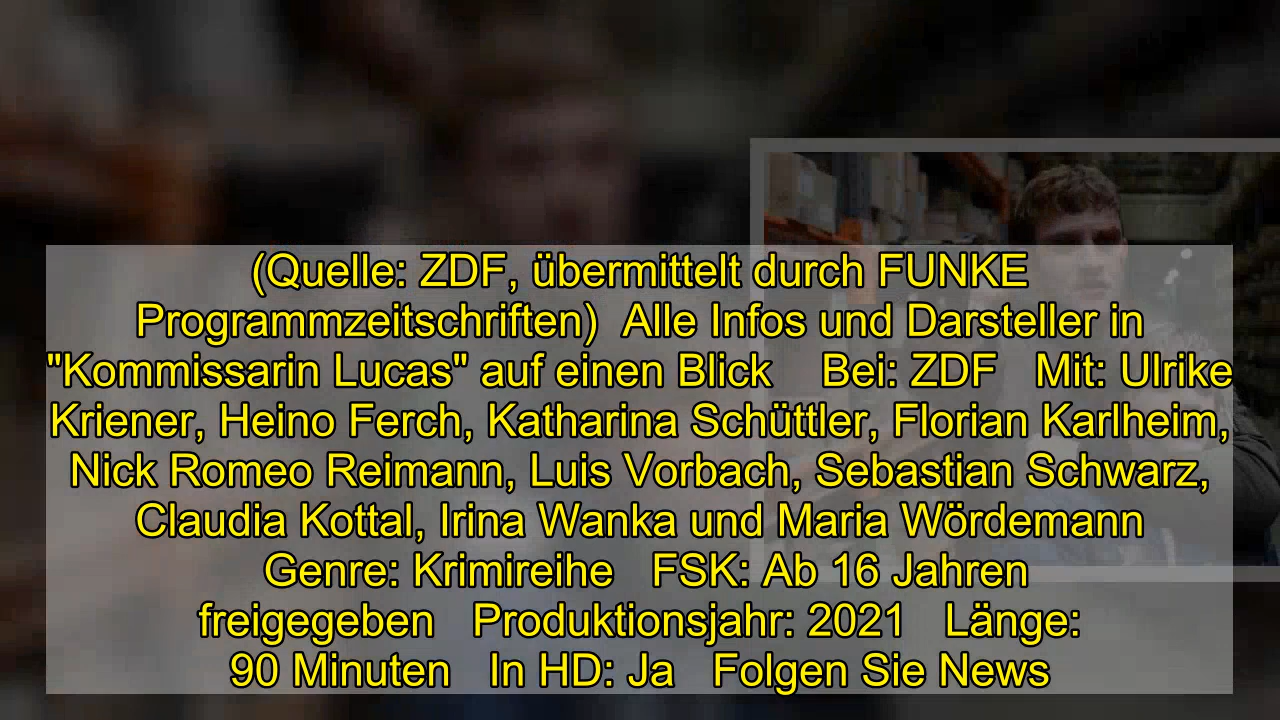 (Quelle: ZDF, übermittelt durch FUNKE
Programmzeitschriften)  Alle Infos und Darsteller in
"Kommissarin Lucas" auf einen Blick    Bei: ZDF   Mit: Ulrike
Kriener, Heino Ferch, Katharina Schüttler, Florian Karlheim,
Nick Romeo Reimann, Luis Vorbach, Sebastian Schwarz,
Claudia Kottal, Irina Wanka und Maria Wördemann
Genre: Krimireihe   FSK: Ab 16 Jahren
freigegeben   Produktionsjahr: 2021   Länge:
90 Minuten   In HD: Ja   Folgen Sie News